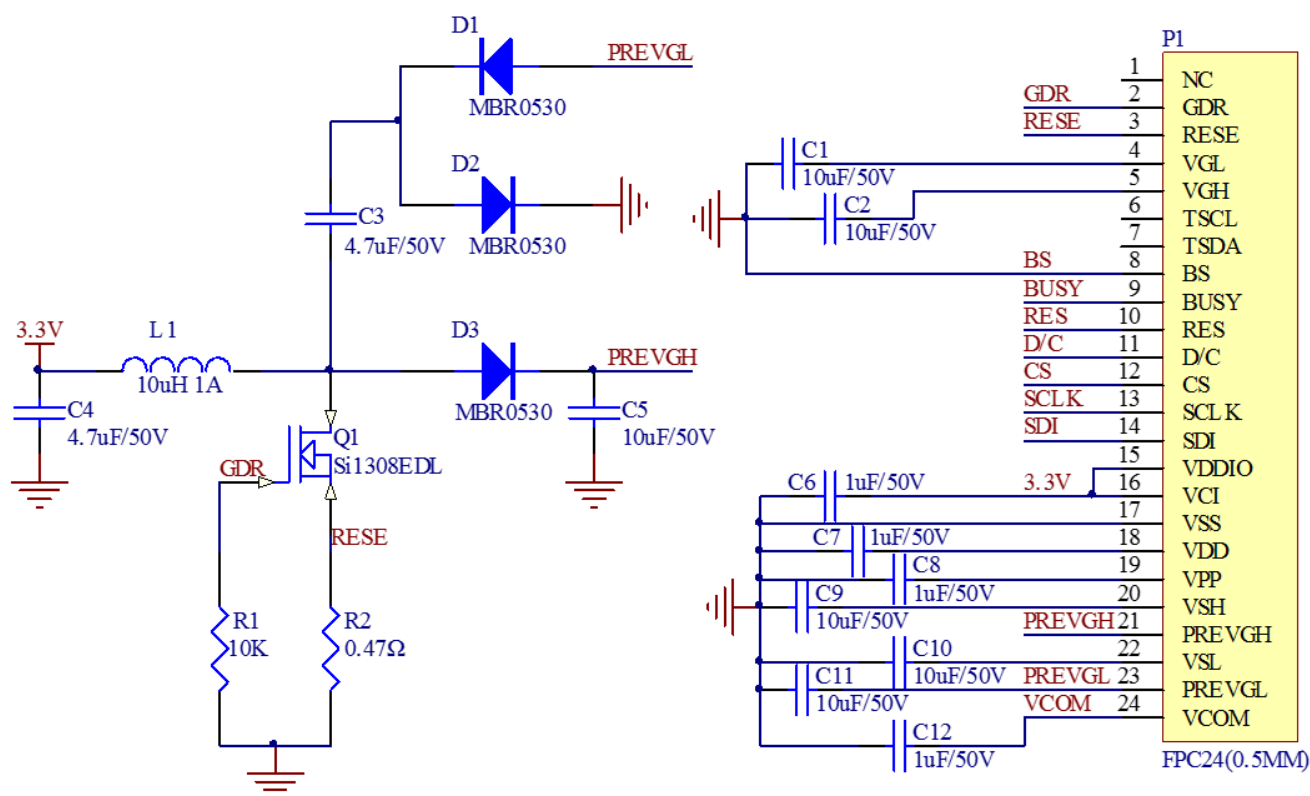 D1
PREVGL
MBR0530
D2
MBR0530
C3
4.7uF/50V
3.3V
L1
10uH 1A
D3
PREVGH
MBR0530
C4
4.7uF/50V
C5
10uF/50V
Q1
Si1308EDL
GDR
RESE
R1
10K
R2
0.47Ω
P1
1 NC
GDR 2 GDR
RESE 3 RESE
C1 4 VGL
10uF/50V
5 VGH
C2 6 TSCL
10uF/50V
7 TSDA
BS 8 BS
BUSY 9 BUSY
RES 10 RES
D/C 11 D/C
CS 12 CS
SCLK 13 SCLK
SDI 14 SDI
15 VDDIO
C6 1uF/50V 3.3V 16 VCI
17 VSS
C7 1uF/50V 18 VDD
C8 19 VPP
1uF/50V
C9 20 VSH
10uF/50V
PREVGH 21 PREVGH
C10 22 VSL
10uF/50V
C11 PREVGL 23 PREVGL
10uF/50V
VCOM 24 VCOM
C12
1uF/50V
FPC24(0.5MM)